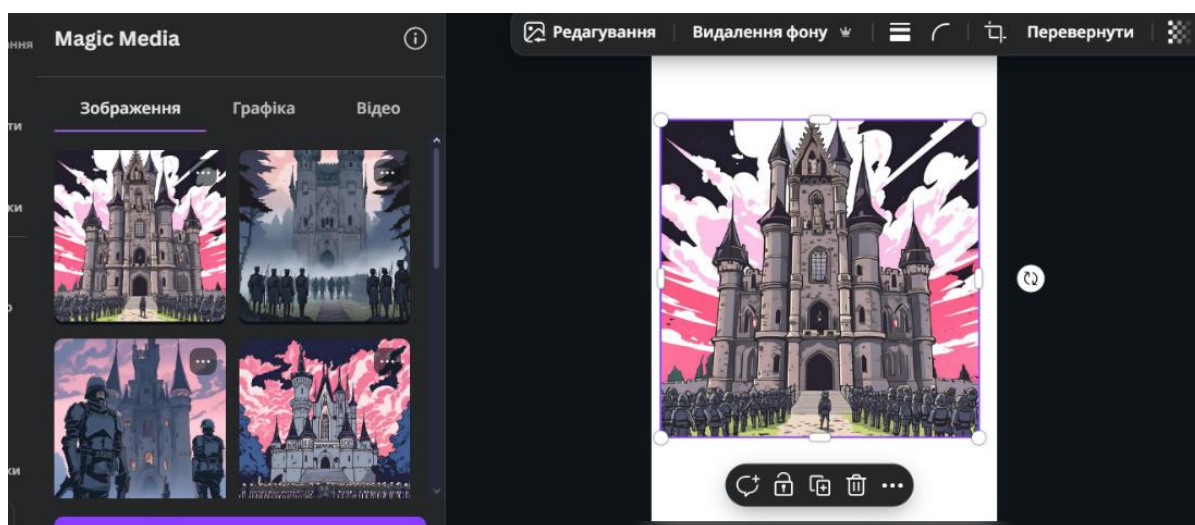 Magic Media
Редагування
Видалення фону
Перевернути
Зображення
Графіка
Відео